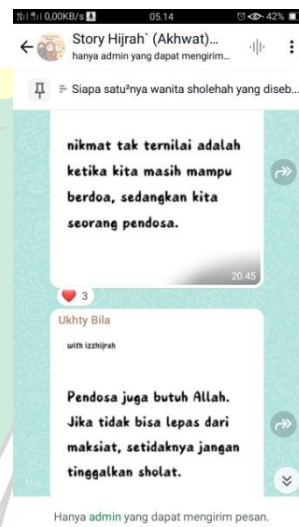 0,00KB/s
05.14
42%
Story Hijrah` (Akhwat)...
hanya admin yang dapat mengirim...
Siapa satu²nya wanita sholehah yang diseb...
nikmat tak ternilai adalah
ketika kita masih mampu
berdoa, sedangkan kita
seorang pendosa.
20.45
3
Ukhty Bila
with izzhijrah
Pendosa juga butuh Allah.
Jika tidak bisa lepas dari
maksiat, setidaknya jangan
tinggalkan sholat.
Hanya admin yang dapat mengirim pesan.